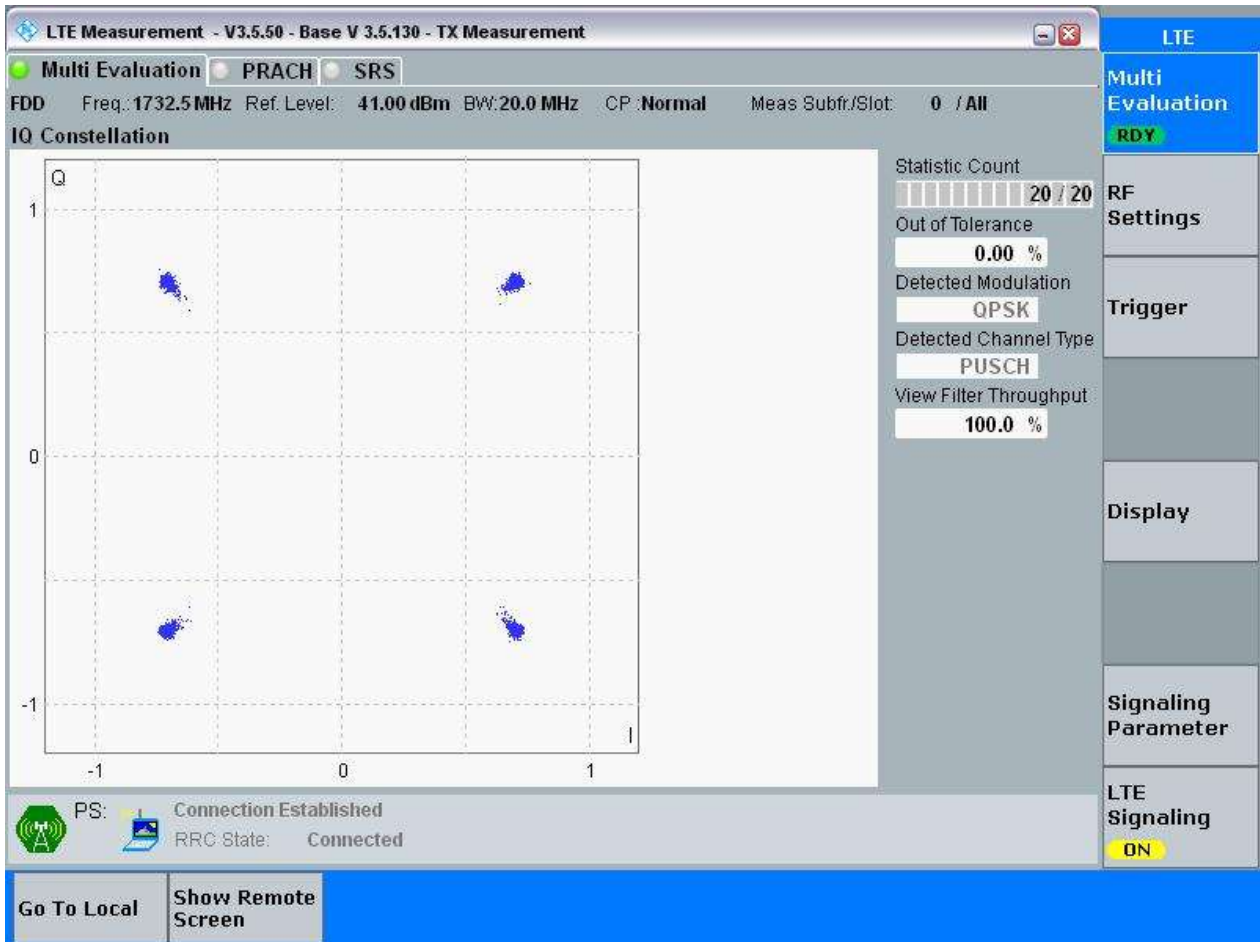 LTE Measurement - V3.5.50 - Base V 3.5.130 - TX Measurement
LTE
Multi Evaluation PRACH SRS
Multi
Evaluation
RDY
FDD Freq.: 1732.5 MHz Ref. Level: 41.00 dBm BW: 20.0 MHz CP : Normal Meas Subfr./Slot: 0 / All
IQ Constellation
Q
1
0
-1
I
-1 0 1
Statistic Count
20 / 20
Out of Tolerance
0.00 %
Detected Modulation
QPSK
Detected Channel Type
PUSCH
View Filter Throughput
100.0 %
RF
Settings
Trigger
Display
Signaling
Parameter
LTE
Signaling
ON
PS: Connection Established
RRC State: Connected
Go To Local
Show Remote
Screen